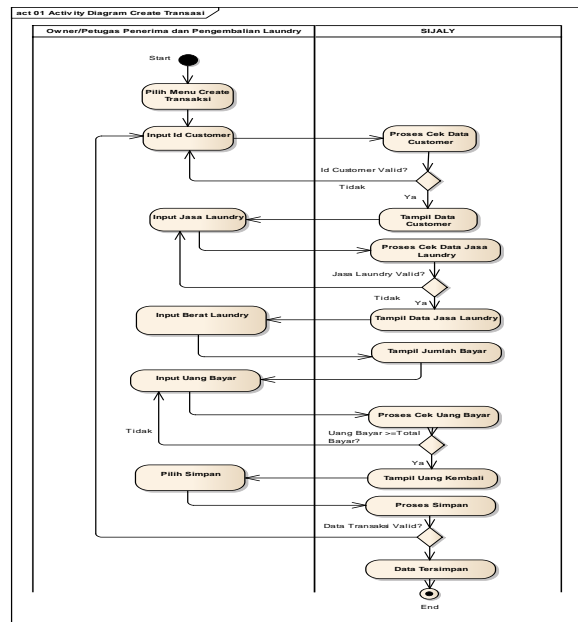 act 01 Activity Diagram Create Transasi
Owner/Petugas Penerima dan Pengembalian Laundry
SIJALY
Start
Pilih Menu Create
Transaksi
Input Id Customer
Proses Cek Data
Customer
Id Customer Valid?
Tidak
Ya
Tampil Data
Customer
Input Jasa Laundry
Proses Cek Data Jasa
Laundry
Jasa Laundry Valid?
Tidak
Ya
Tampil Data Jasa Laundry
Input Berat Laundry
Tampil Jumlah Bayar
Input Uang Bayar
Proses Cek Uang Bayar
Tidak
Uang Bayar >=Total
Bayar?
Ya
Tampil Uang Kembali
Pilih Simpan
Proses Simpan
Data Transaksi Valid?
Data Tersimpan
End